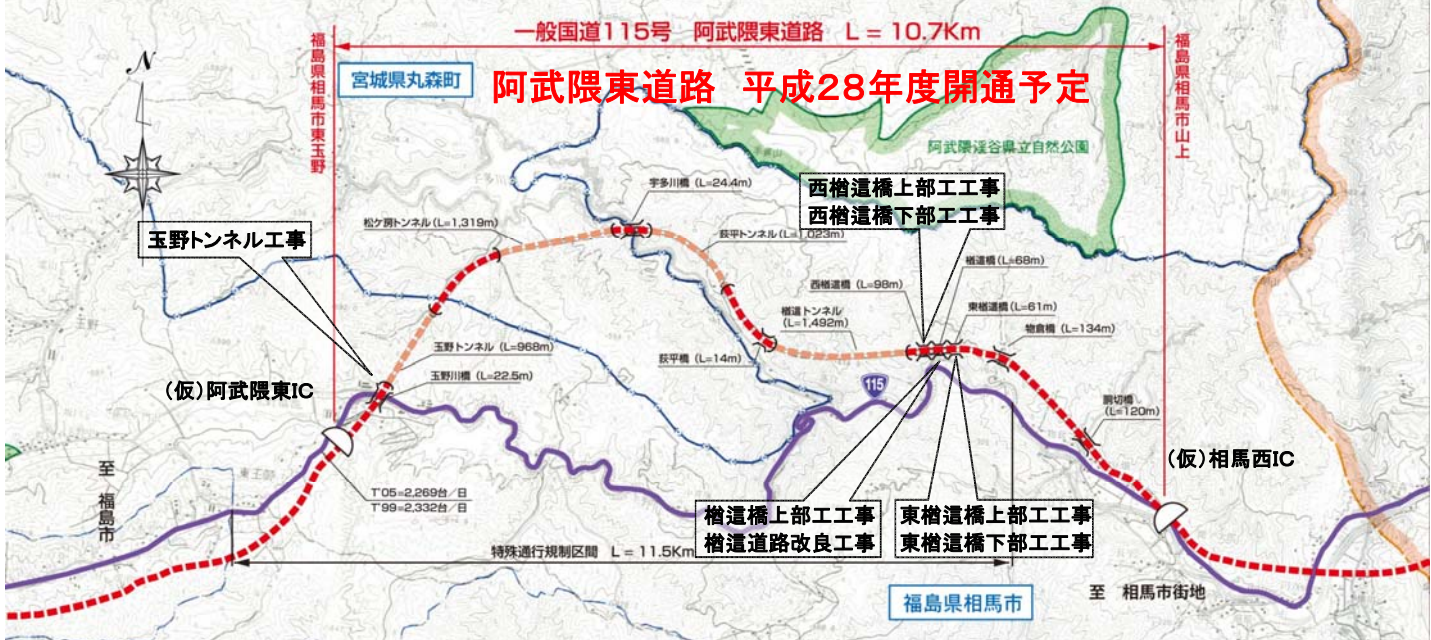 一般国道115号 阿武隈東道路 L = 10.7Km
福島県相馬市東玉野
福島県相馬市山上
N
宮城県丸森町
阿武隈東道路 平成28年度開通予定
阿武隈渓谷県立自然公園
宇多川橋 (L=24.4m)
西楢這橋上部工工事
西楢這橋下部工工事
松ケ房トンネル(L=1,319m)
玉野トンネル工事
萩平トンネル(L=1,023m)
楢這橋 (L=68m)
西楢這橋 (L=98m)
東楢這橋(L=61m)
楢這トンネル
(L=1,492m)
物倉橋 (L=134m)
玉野トンネル (L=968m)
萩平橋 (L=14m)
玉野川橋 (L=22.5m)
115
(仮)阿武隈東IC
胴切橋
(L=120m)
(仮)相馬西IC
玉野
東玉野
至 福島市
T'05=2,269台/日
T'99=2,332台/日
楢這橋上部工工事
楢這道路改良工事
東楢這橋上部工工事
東楢這橋下部工工事
特殊通行規制区間 L = 11.5Km
福島県相馬市
至 相馬市街地